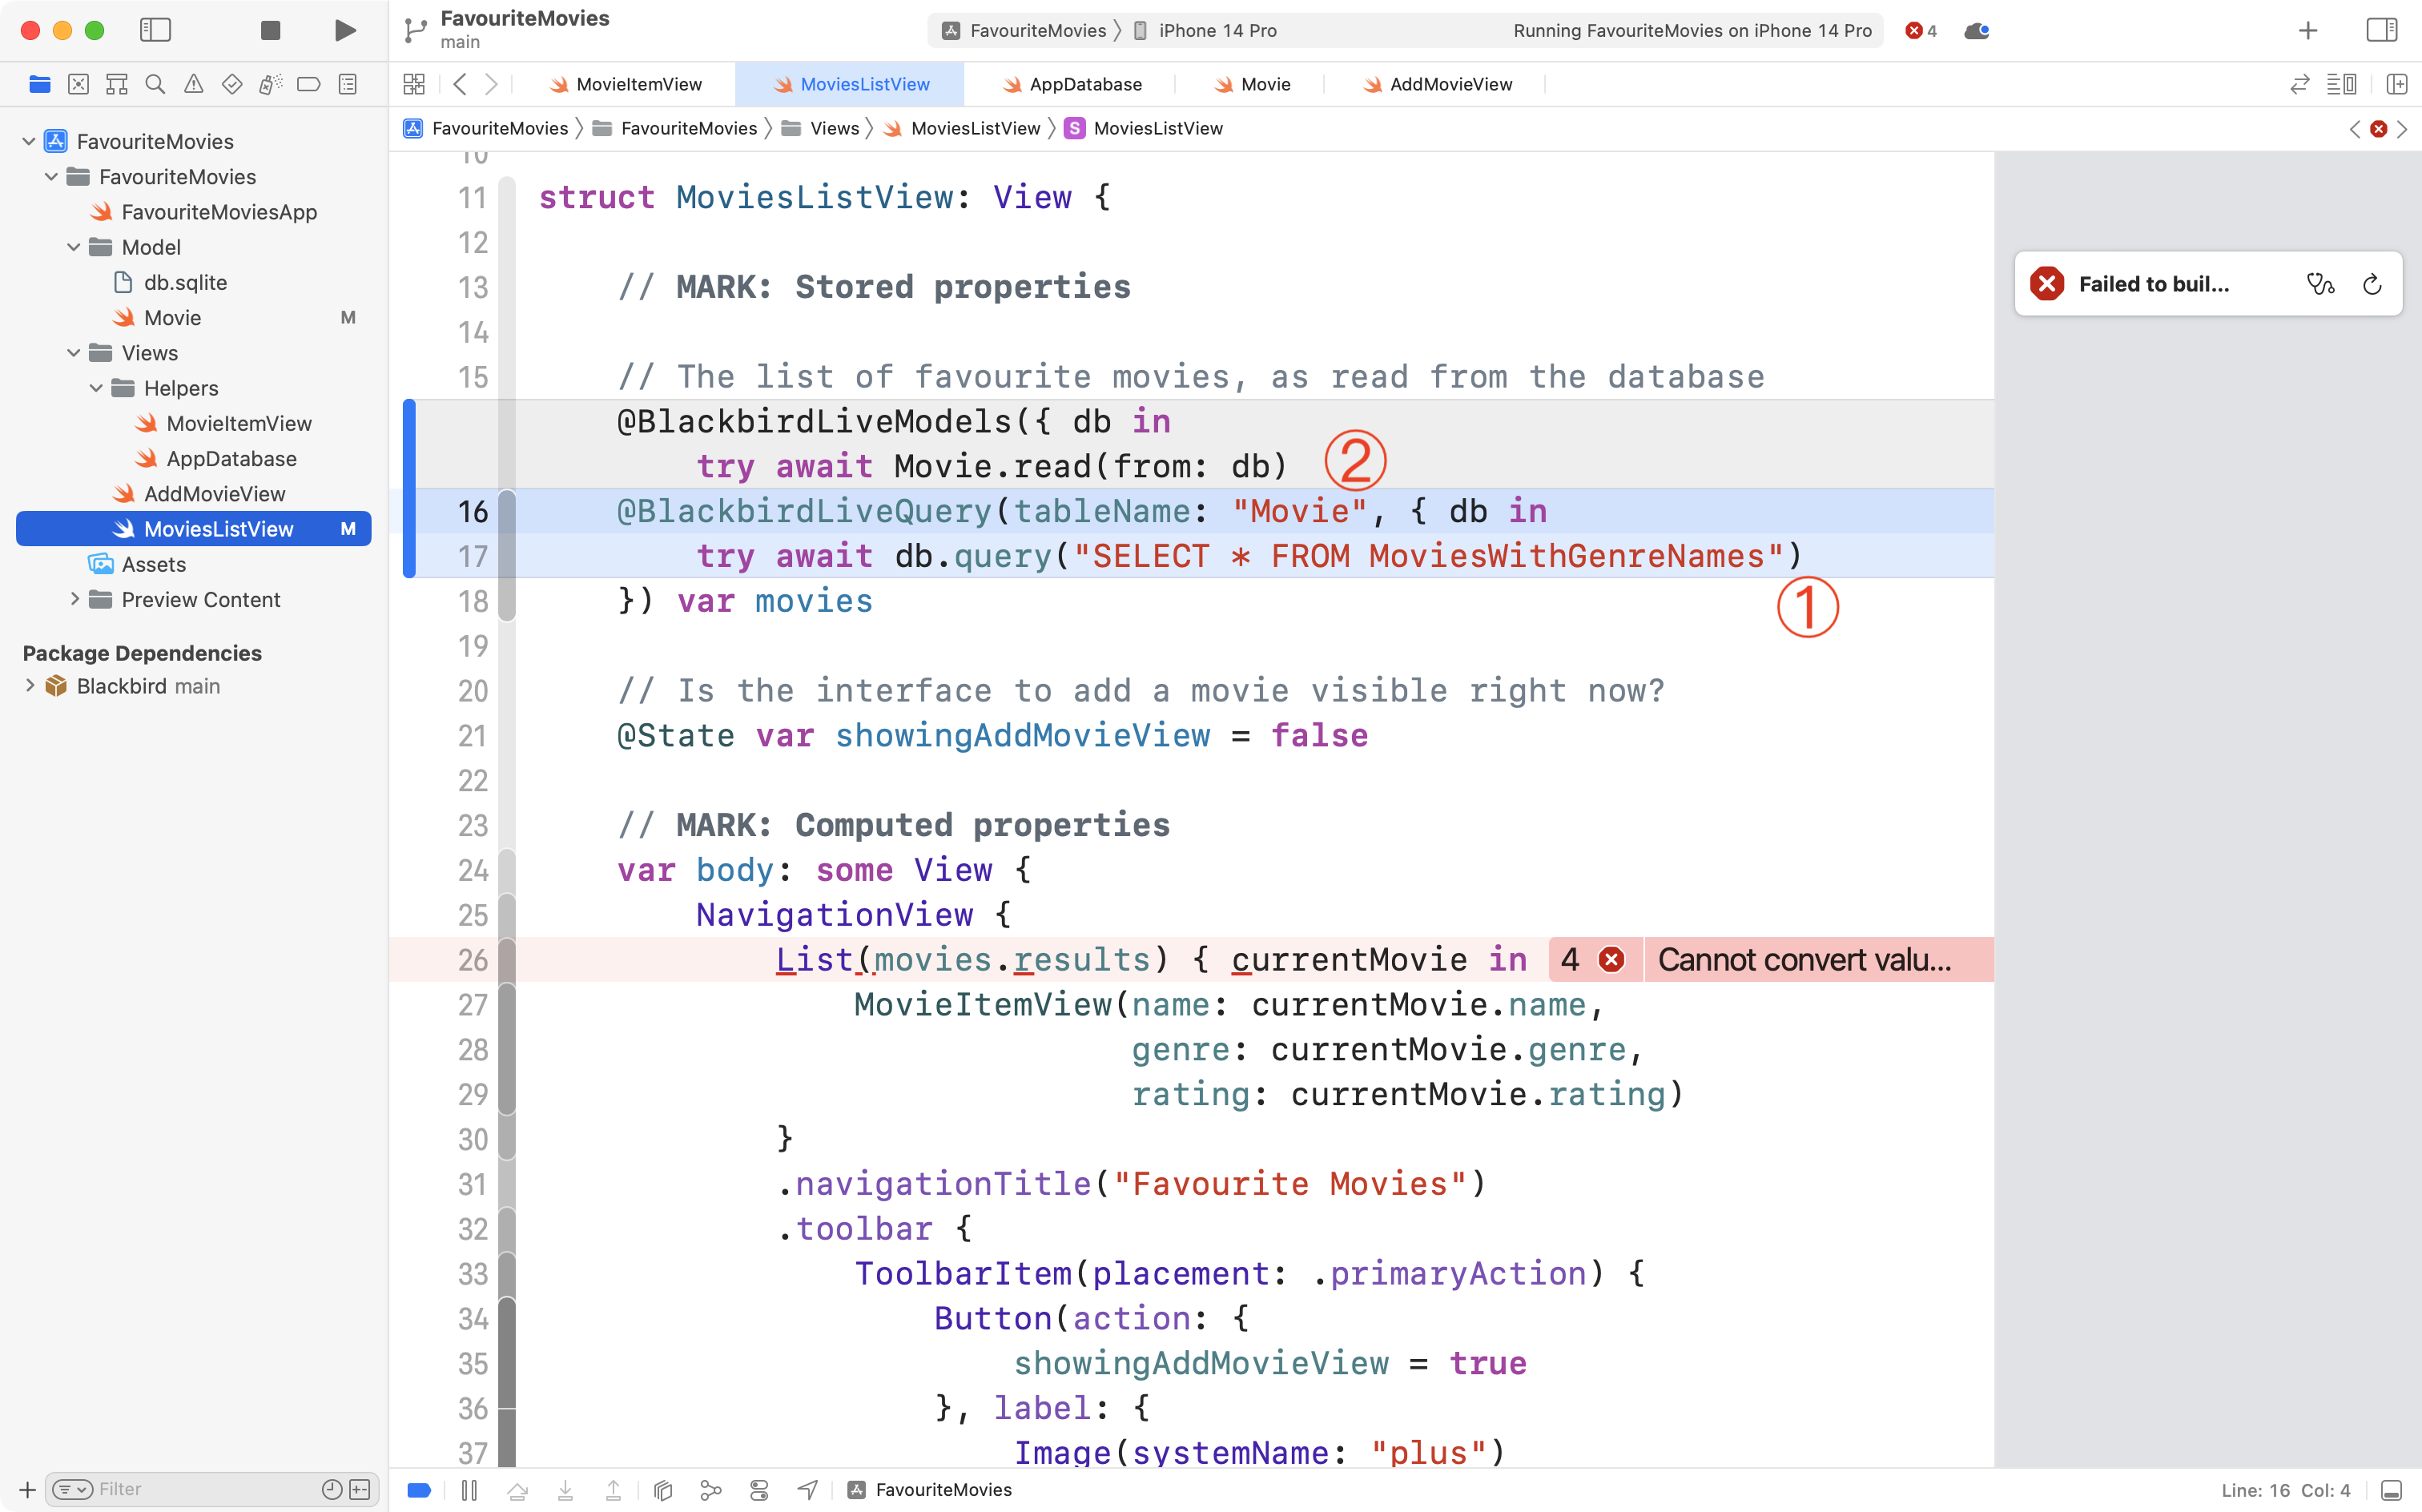 FavouriteMovies
main
FavouriteMovies
iPhone 14 Pro
Running FavouriteMovies on iPhone 14 Pro
4
MovieItemView
MoviesListView
AppDatabase
Movie
AddMovieView
FavouriteMovies
FavouriteMovies
Views
MoviesListView
S
MoviesListView
FavouriteMovies
FavouriteMovies
FavouriteMoviesApp
Model
db.sqlite
Movie M
Views
Helpers
MovieItemView
AppDatabase
AddMovieView
MoviesListView M
Assets
Preview Content
Package Dependencies
Blackbird main
Filter
10
11 struct MoviesListView: View {
12
13 // MARK: Stored properties
14
15 // The list of favourite movies, as read from the database
@BlackbirdLiveModels({ db in
try await Movie.read(from: db) ②
16 @BlackbirdLiveQuery(tableName: "Movie", { db in
17 try await db.query("SELECT * FROM MoviesWithGenreNames")
18 }) var movies ①
19
20 // Is the interface to add a movie visible right now?
21 @State var showingAddMovieView = false
22
23 // MARK: Computed properties
24 var body: some View {
25 NavigationView {
26 List(movies.results) { currentMovie in 4 Cannot convert valu...
27 MovieItemView(name: currentMovie.name,
28 genre: currentMovie.genre,
29 rating: currentMovie.rating)
30 }
31 .navigationTitle("Favourite Movies")
32 .toolbar {
33 ToolbarItem(placement: .primaryAction) {
34 Button(action: {
35 showingAddMovieView = true
36 }, label: {
37 Image(systemName: "plus")
Failed to buil...
FavouriteMovies
Line: 16 Col: 4